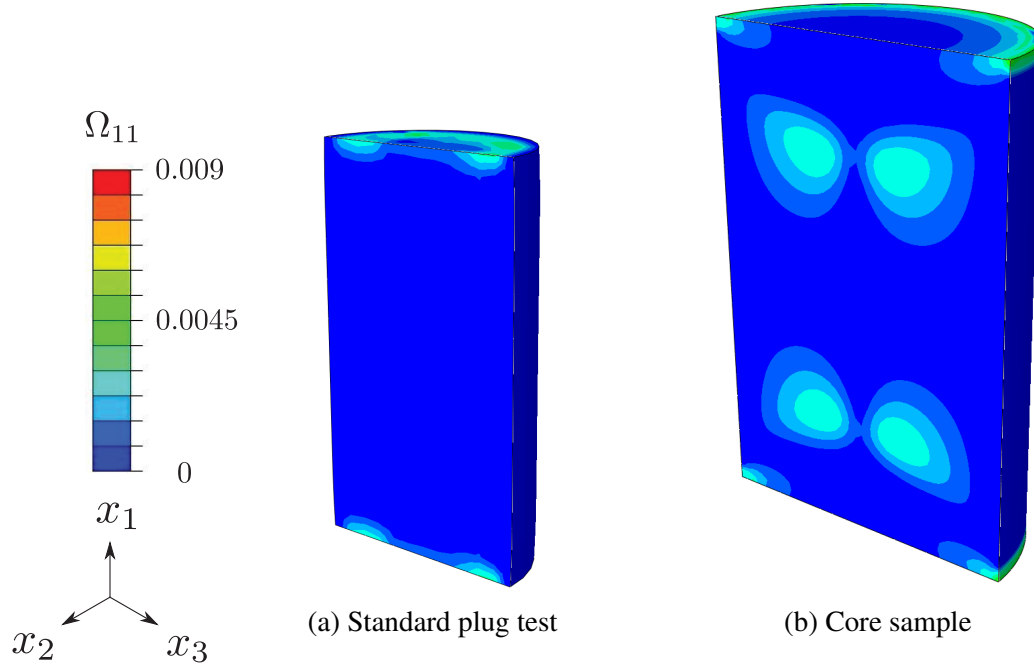 Ω₁₁
0.009
0.0045
0
x₁
x₂
x₃
(a) Standard plug test
(b) Core sample